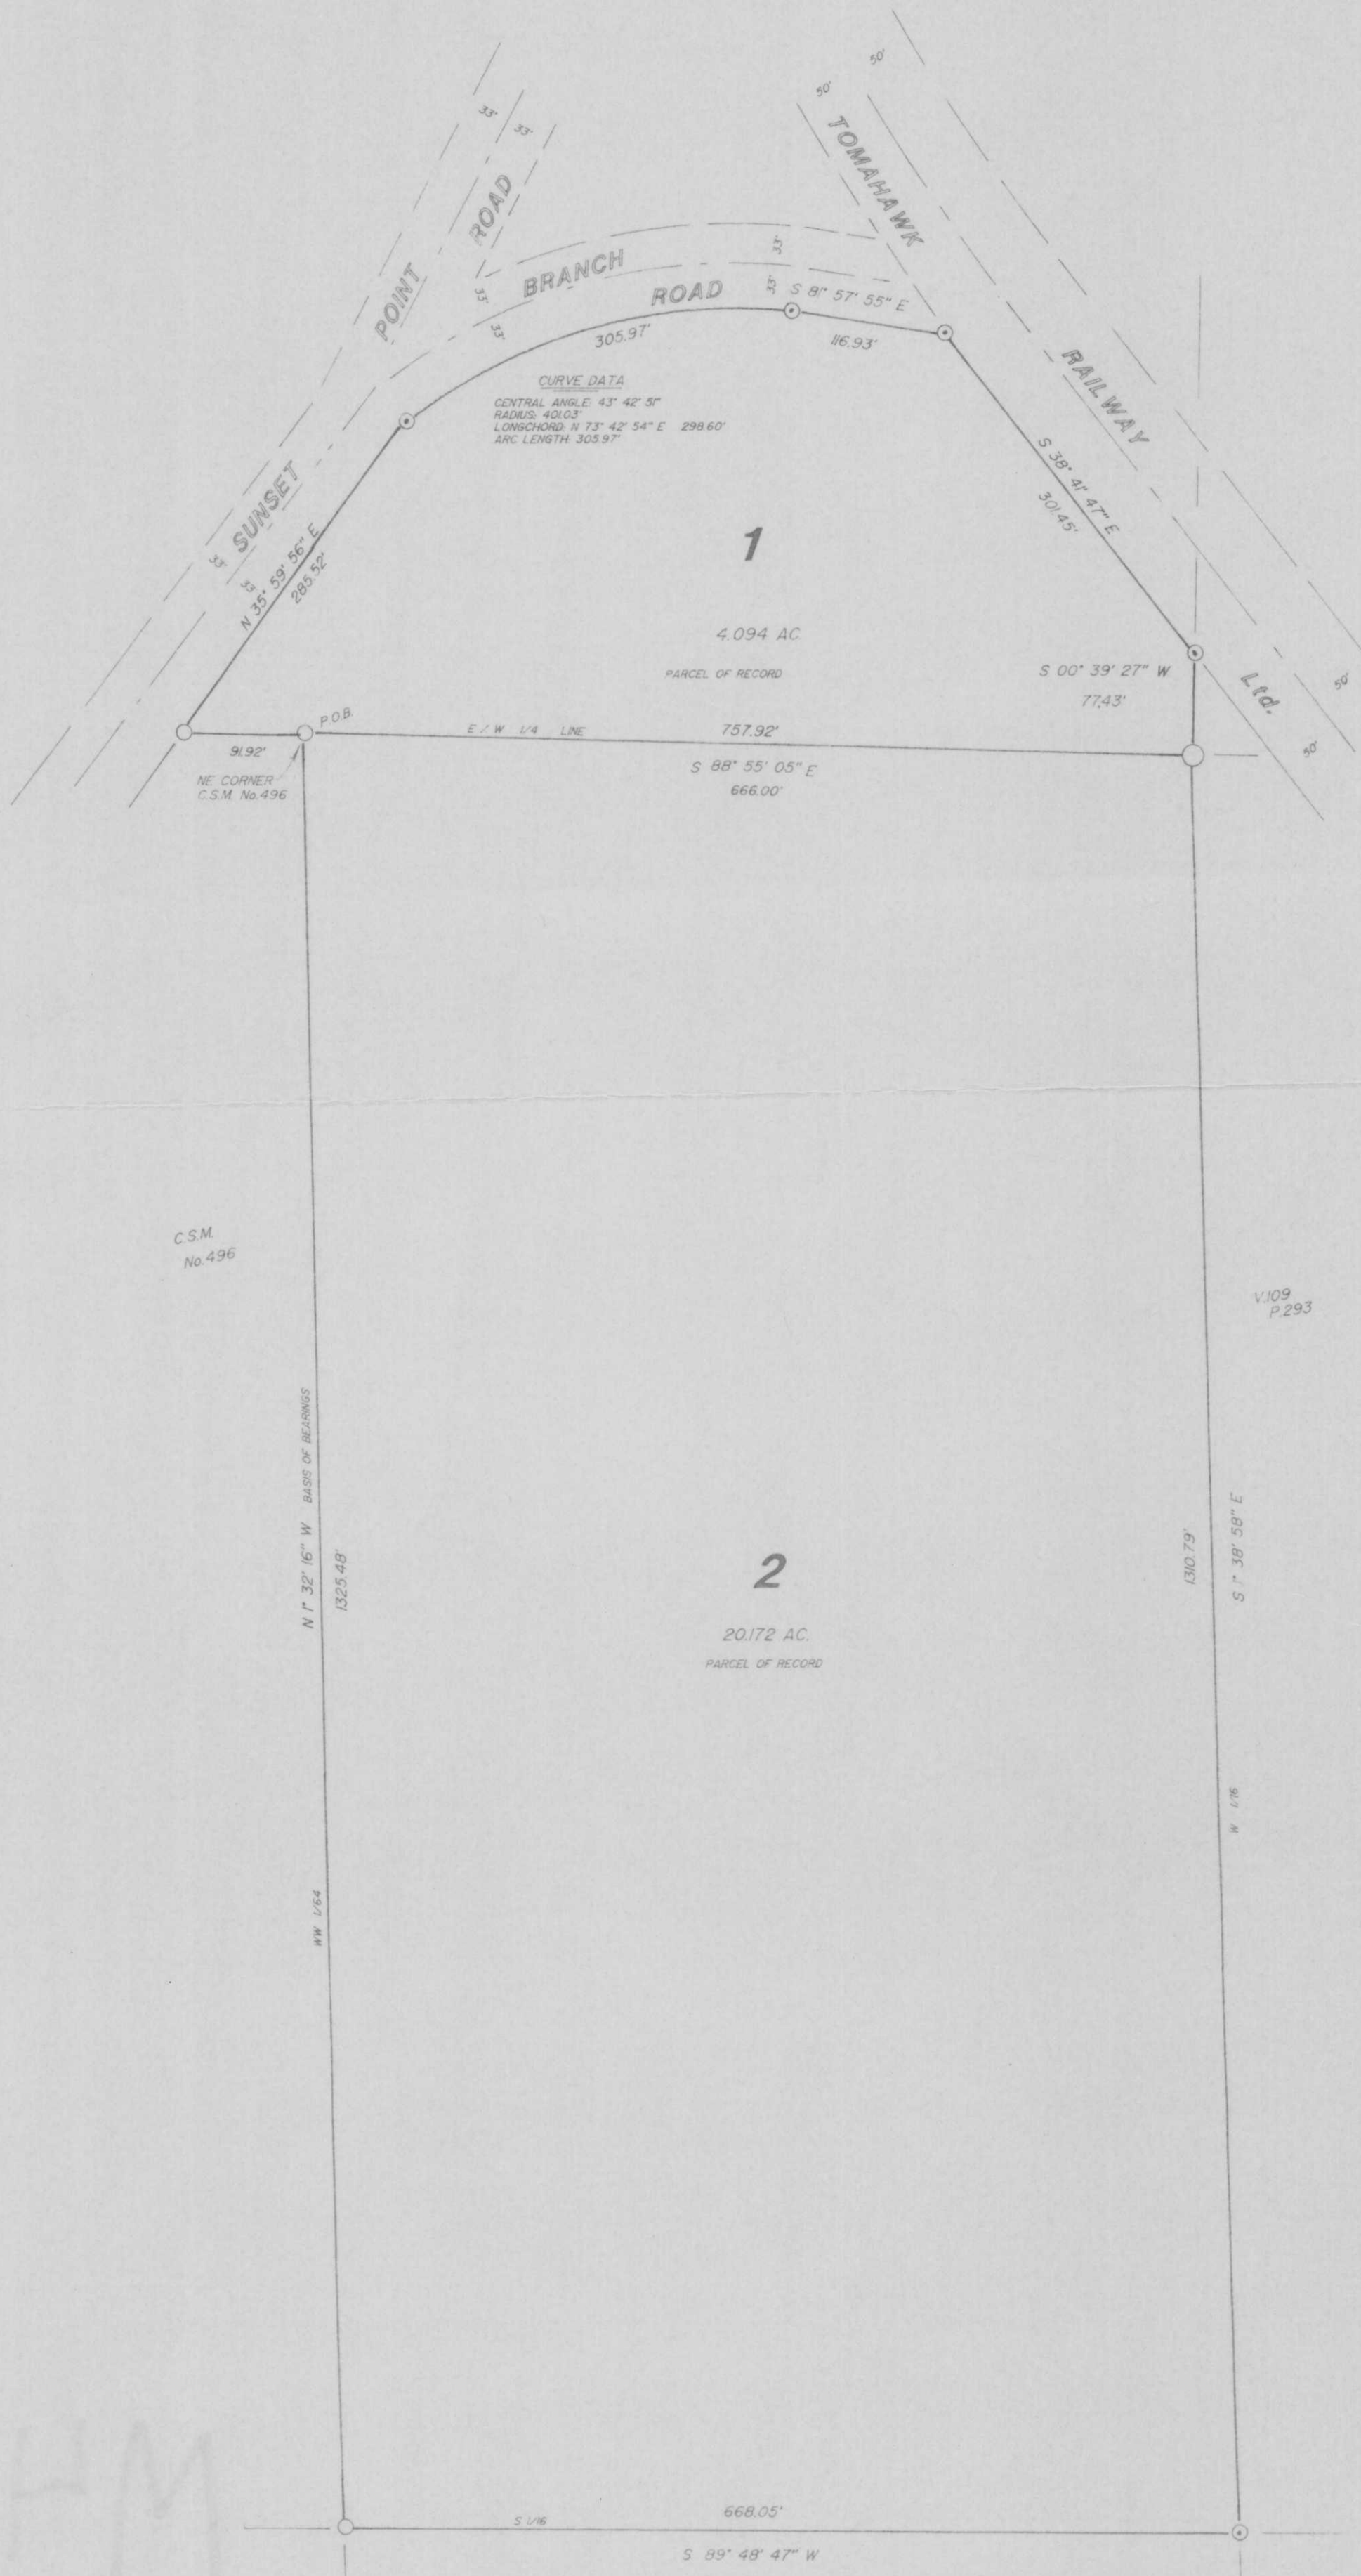 50'
50'
33'
33'
TOMAHAWK
POINT ROAD
33'
33'
BRANCH ROAD
33'
33'
S 81° 57' 55" E
116.93'
305.97'
RAILWAY
CURVE DATA
CENTRAL ANGLE: 43° 42' 51"
RADIUS: 401.03'
LONGCHORD: N 73° 42' 54" E 298.60'
ARC LENGTH: 305.97'
S 38° 41' 47" E
301.45'
SUNSET
33'
33'
N 35° 59' 56" E
285.52'
1
4.094 AC.
PARCEL OF RECORD
S 00° 39' 27" W
77.43'
Ltd.
50'
50'
P.O.B.
E / W 1/4 LINE
757.92'
91.92'
S 88° 55' 05" E
666.00'
NE CORNER
C.S.M. No.496
C.S.M.
No.496
V.109
P.293
N 1° 32' 16" W BASIS OF BEARINGS
1325.48'
1310.79'
S 1° 38' 58" E
2
20.172 AC.
PARCEL OF RECORD
W 1/16
WW 1/64
S 1/16
668.05'
S 89° 48' 47" W
HM